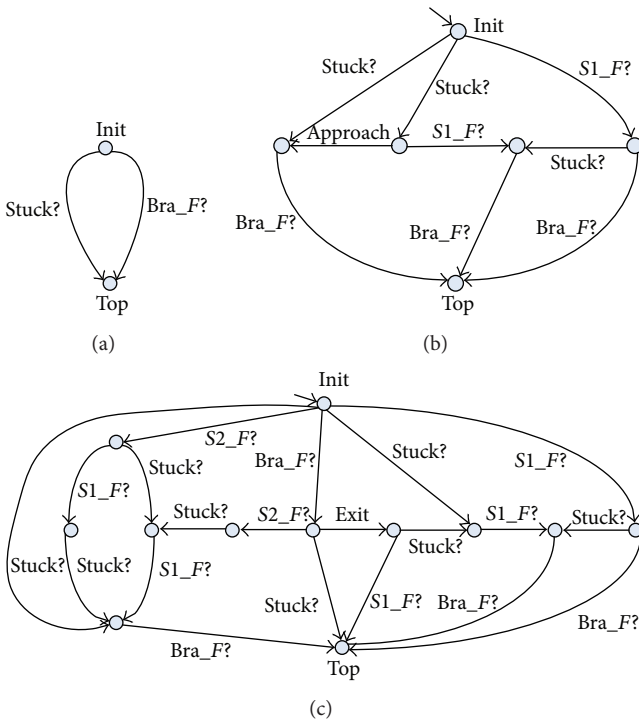 Init
Stuck?
Bra_F?
Top
(a)
Init
Stuck?
Stuck?
S1_F?
Approach
S1_F?
Stuck?
Bra_F?
Bra_F?
Bra_F?
Top
(b)
Init
S2_F?
Bra_F?
Stuck?
S1_F?
S1_F?
Stuck?
Stuck?
S2_F?
Exit
Stuck?
S1_F?
Stuck?
Stuck?
Stuck?
S1_F?
Stuck?
S1_F?
Bra_F?
Bra_F?
Bra_F?
Top
(c)